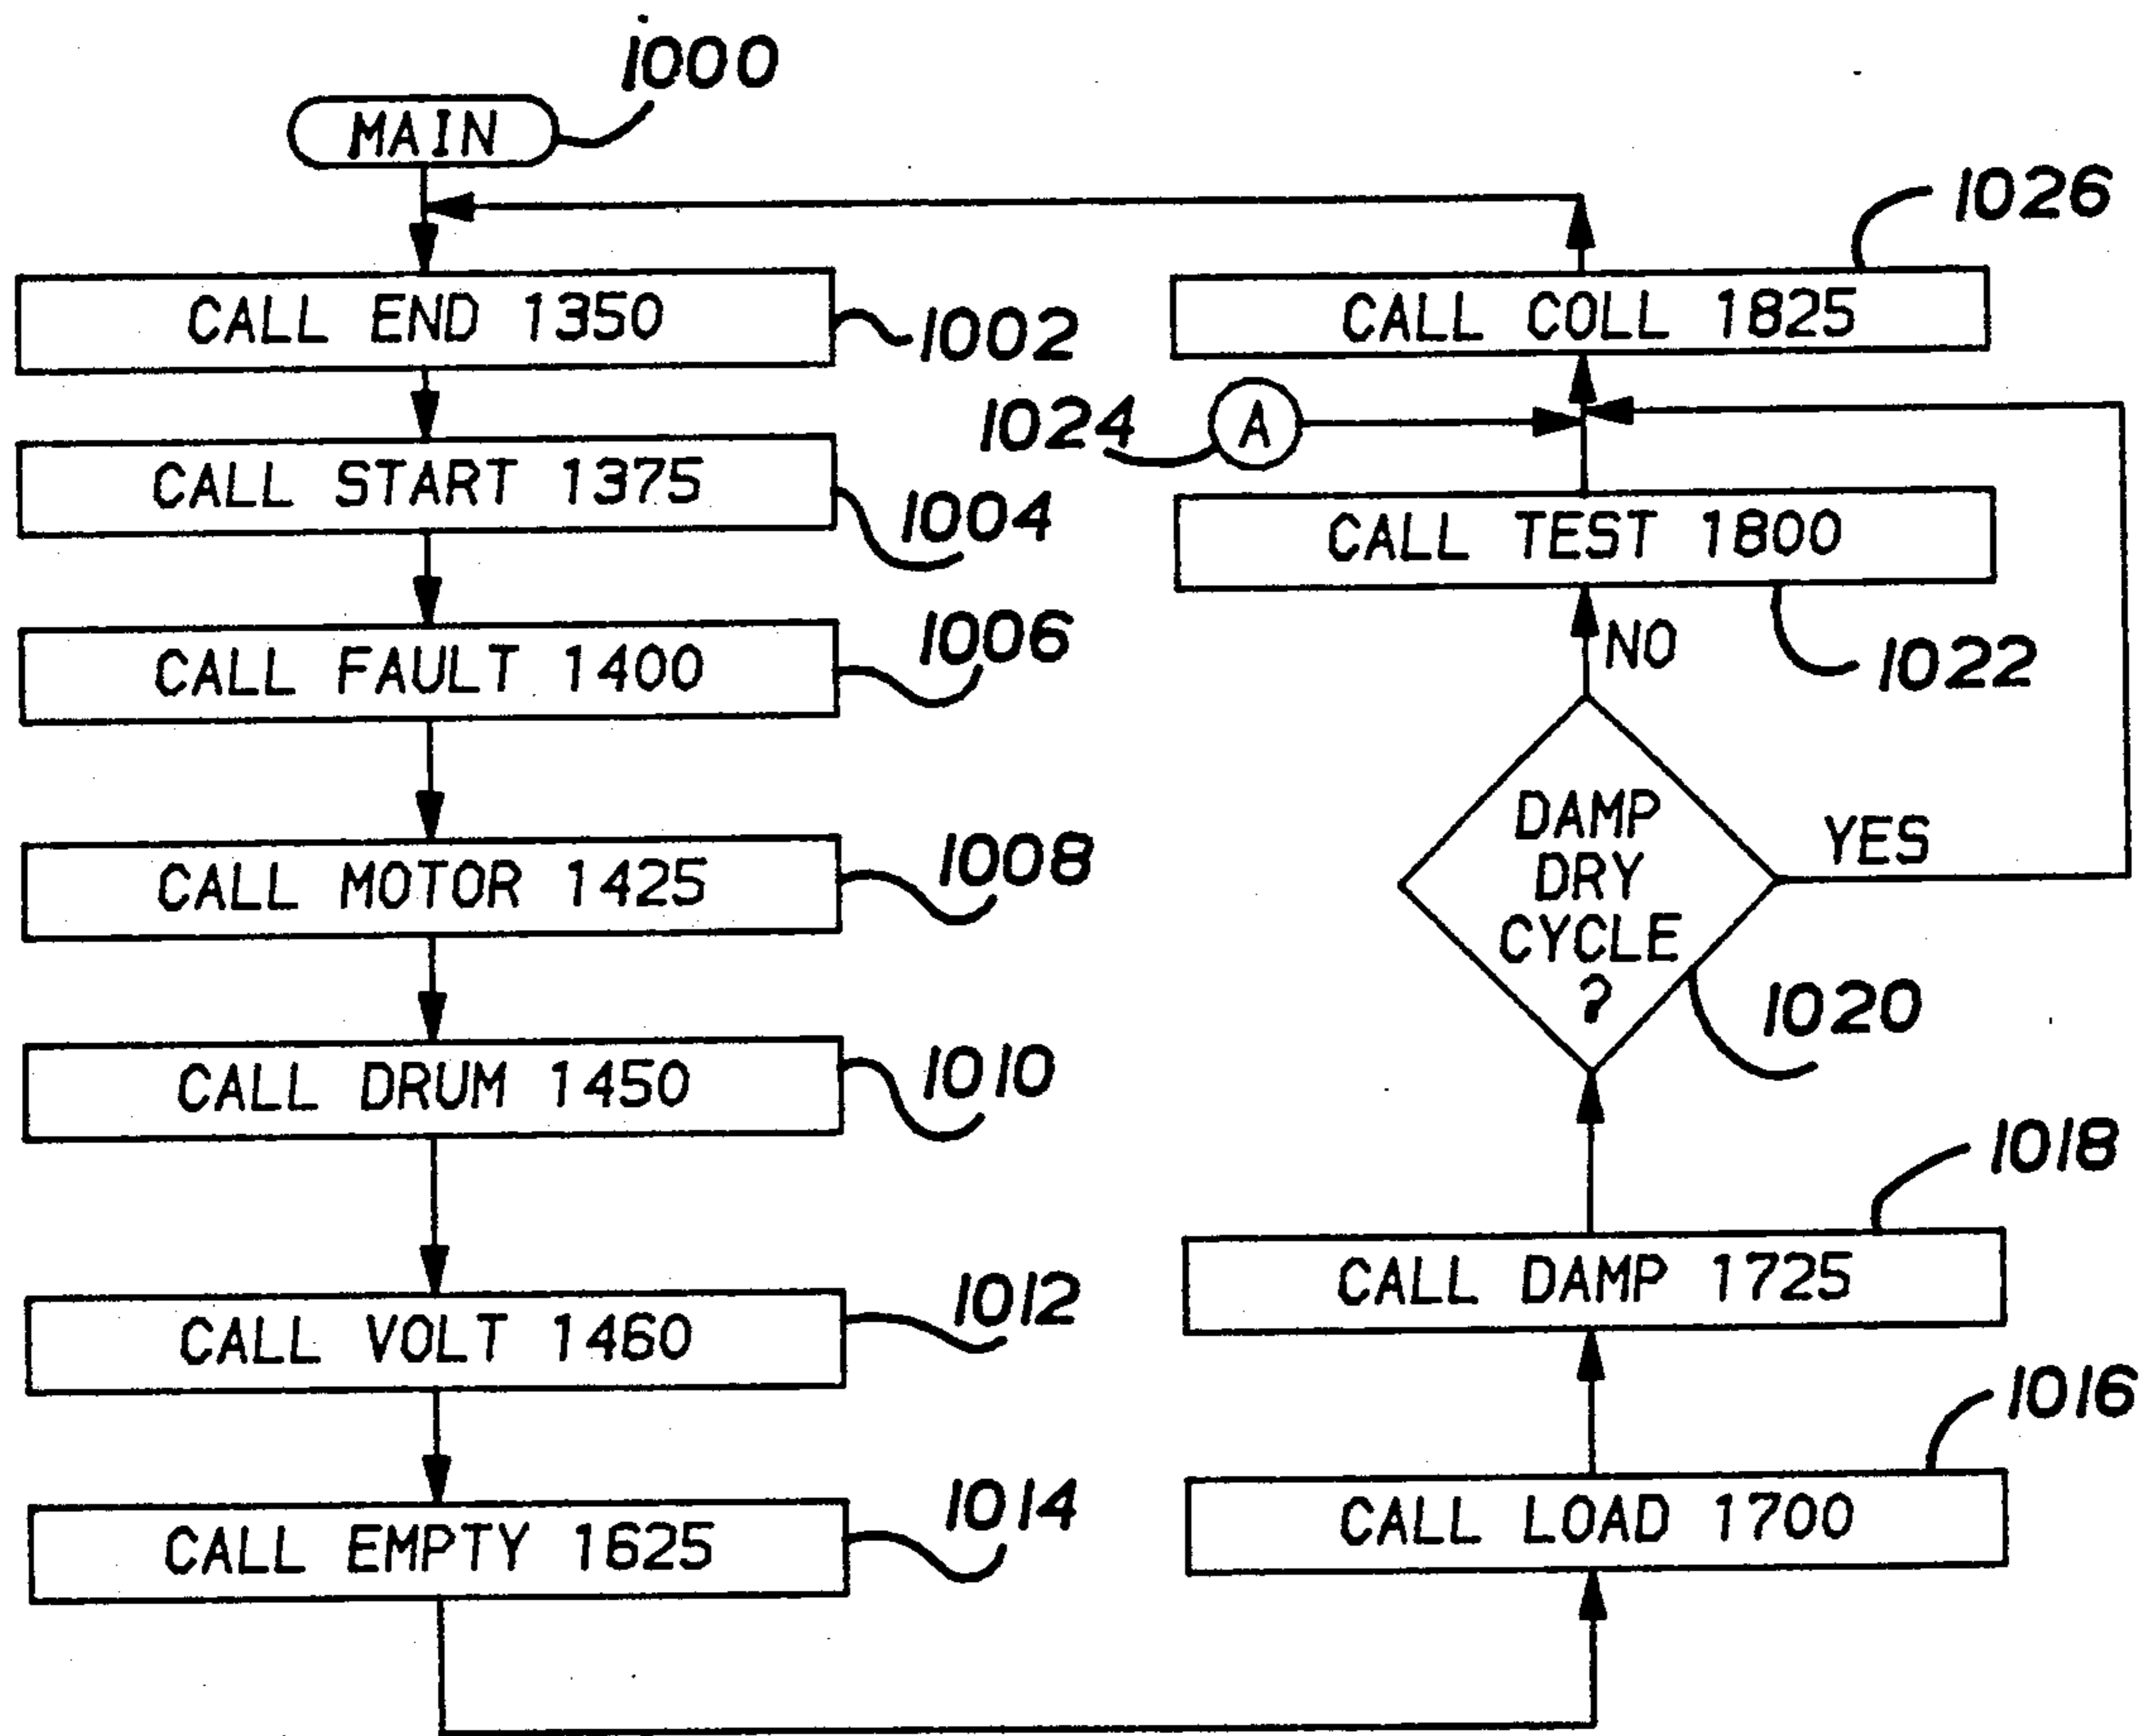 1000
MAIN
CALL END 1350
1002
CALL START 1375
1004
CALL FAULT 1400
1006
CALL MOTOR 1425
1008
CALL DRUM 1450
1010
CALL VOLT 1460
1012
CALL EMPTY 1625
1014
CALL LOAD 1700
1016
CALL DAMP 1725
1018
DAMP
DRY
CYCLE
?
1020
YES
NO
CALL TEST 1800
1022
A
1024
CALL COLL 1825
1026